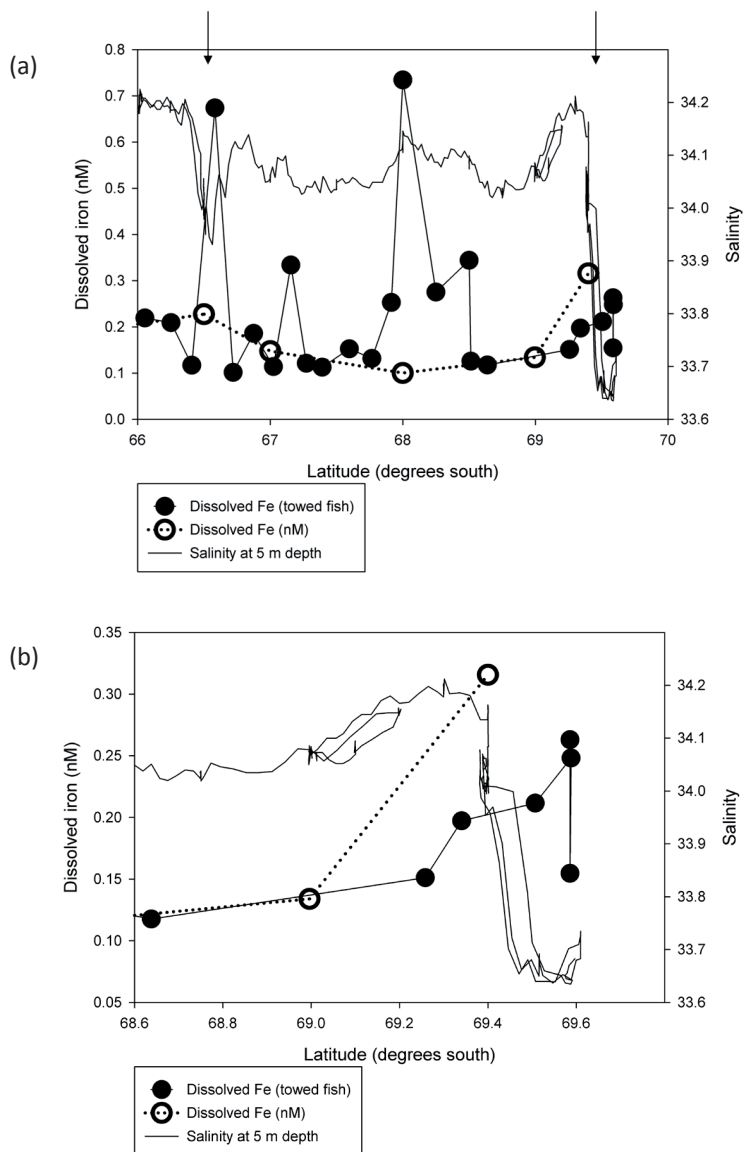 (a)
0.8
0.7
0.6
0.5
0.4
0.3
0.2
0.1
0.0
Dissolved iron (nM)
34.2
34.1
34.0
33.9
33.8
33.7
33.6
Salinity
66 67 68 69 70
Latitude (degrees south)
Dissolved Fe (towed fish)
Dissolved Fe (nM)
Salinity at 5 m depth
(b)
0.35
0.30
0.25
0.20
0.15
0.10
0.05
Dissolved iron (nM)
34.2
34.1
34.0
33.9
33.8
33.7
33.6
Salinity
68.6 68.8 69.0 69.2 69.4 69.6
Latitude (degrees south)
Dissolved Fe (towed fish)
Dissolved Fe (nM)
Salinity at 5 m depth